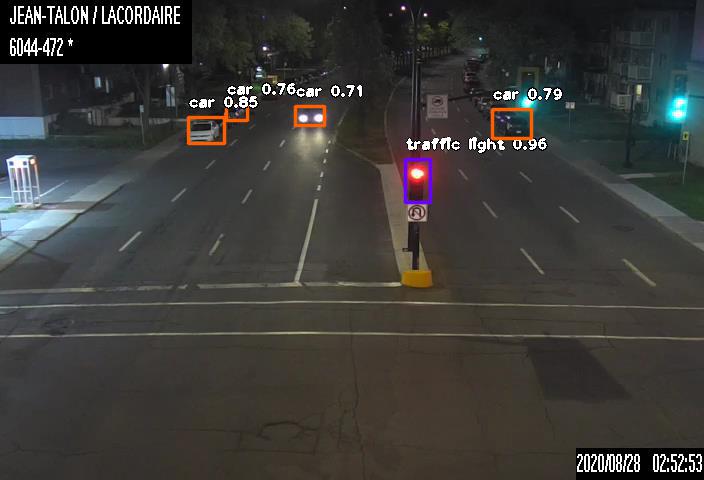 JEAN-TALON / LACORDAIRE
6044-472 *
car 0.76
car 0.71
car 0.85
car 0.79
traffic light 0.96
2020/08/28 02:52:53